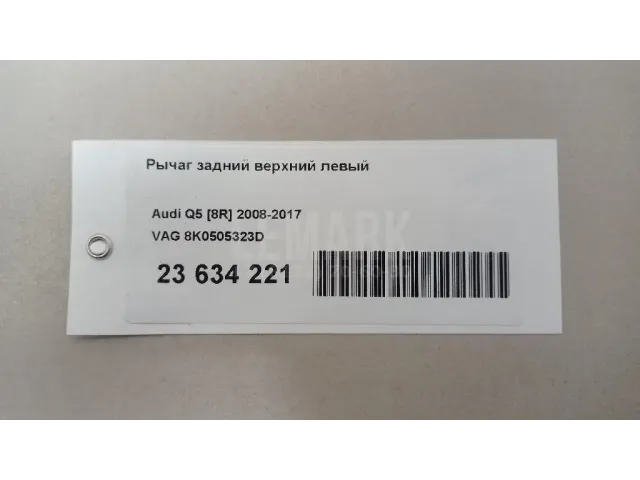 Рычаг задний верхний левый
Audi Q5 [8R] 2008-2017
VAG 8K0505323D
23 634 221